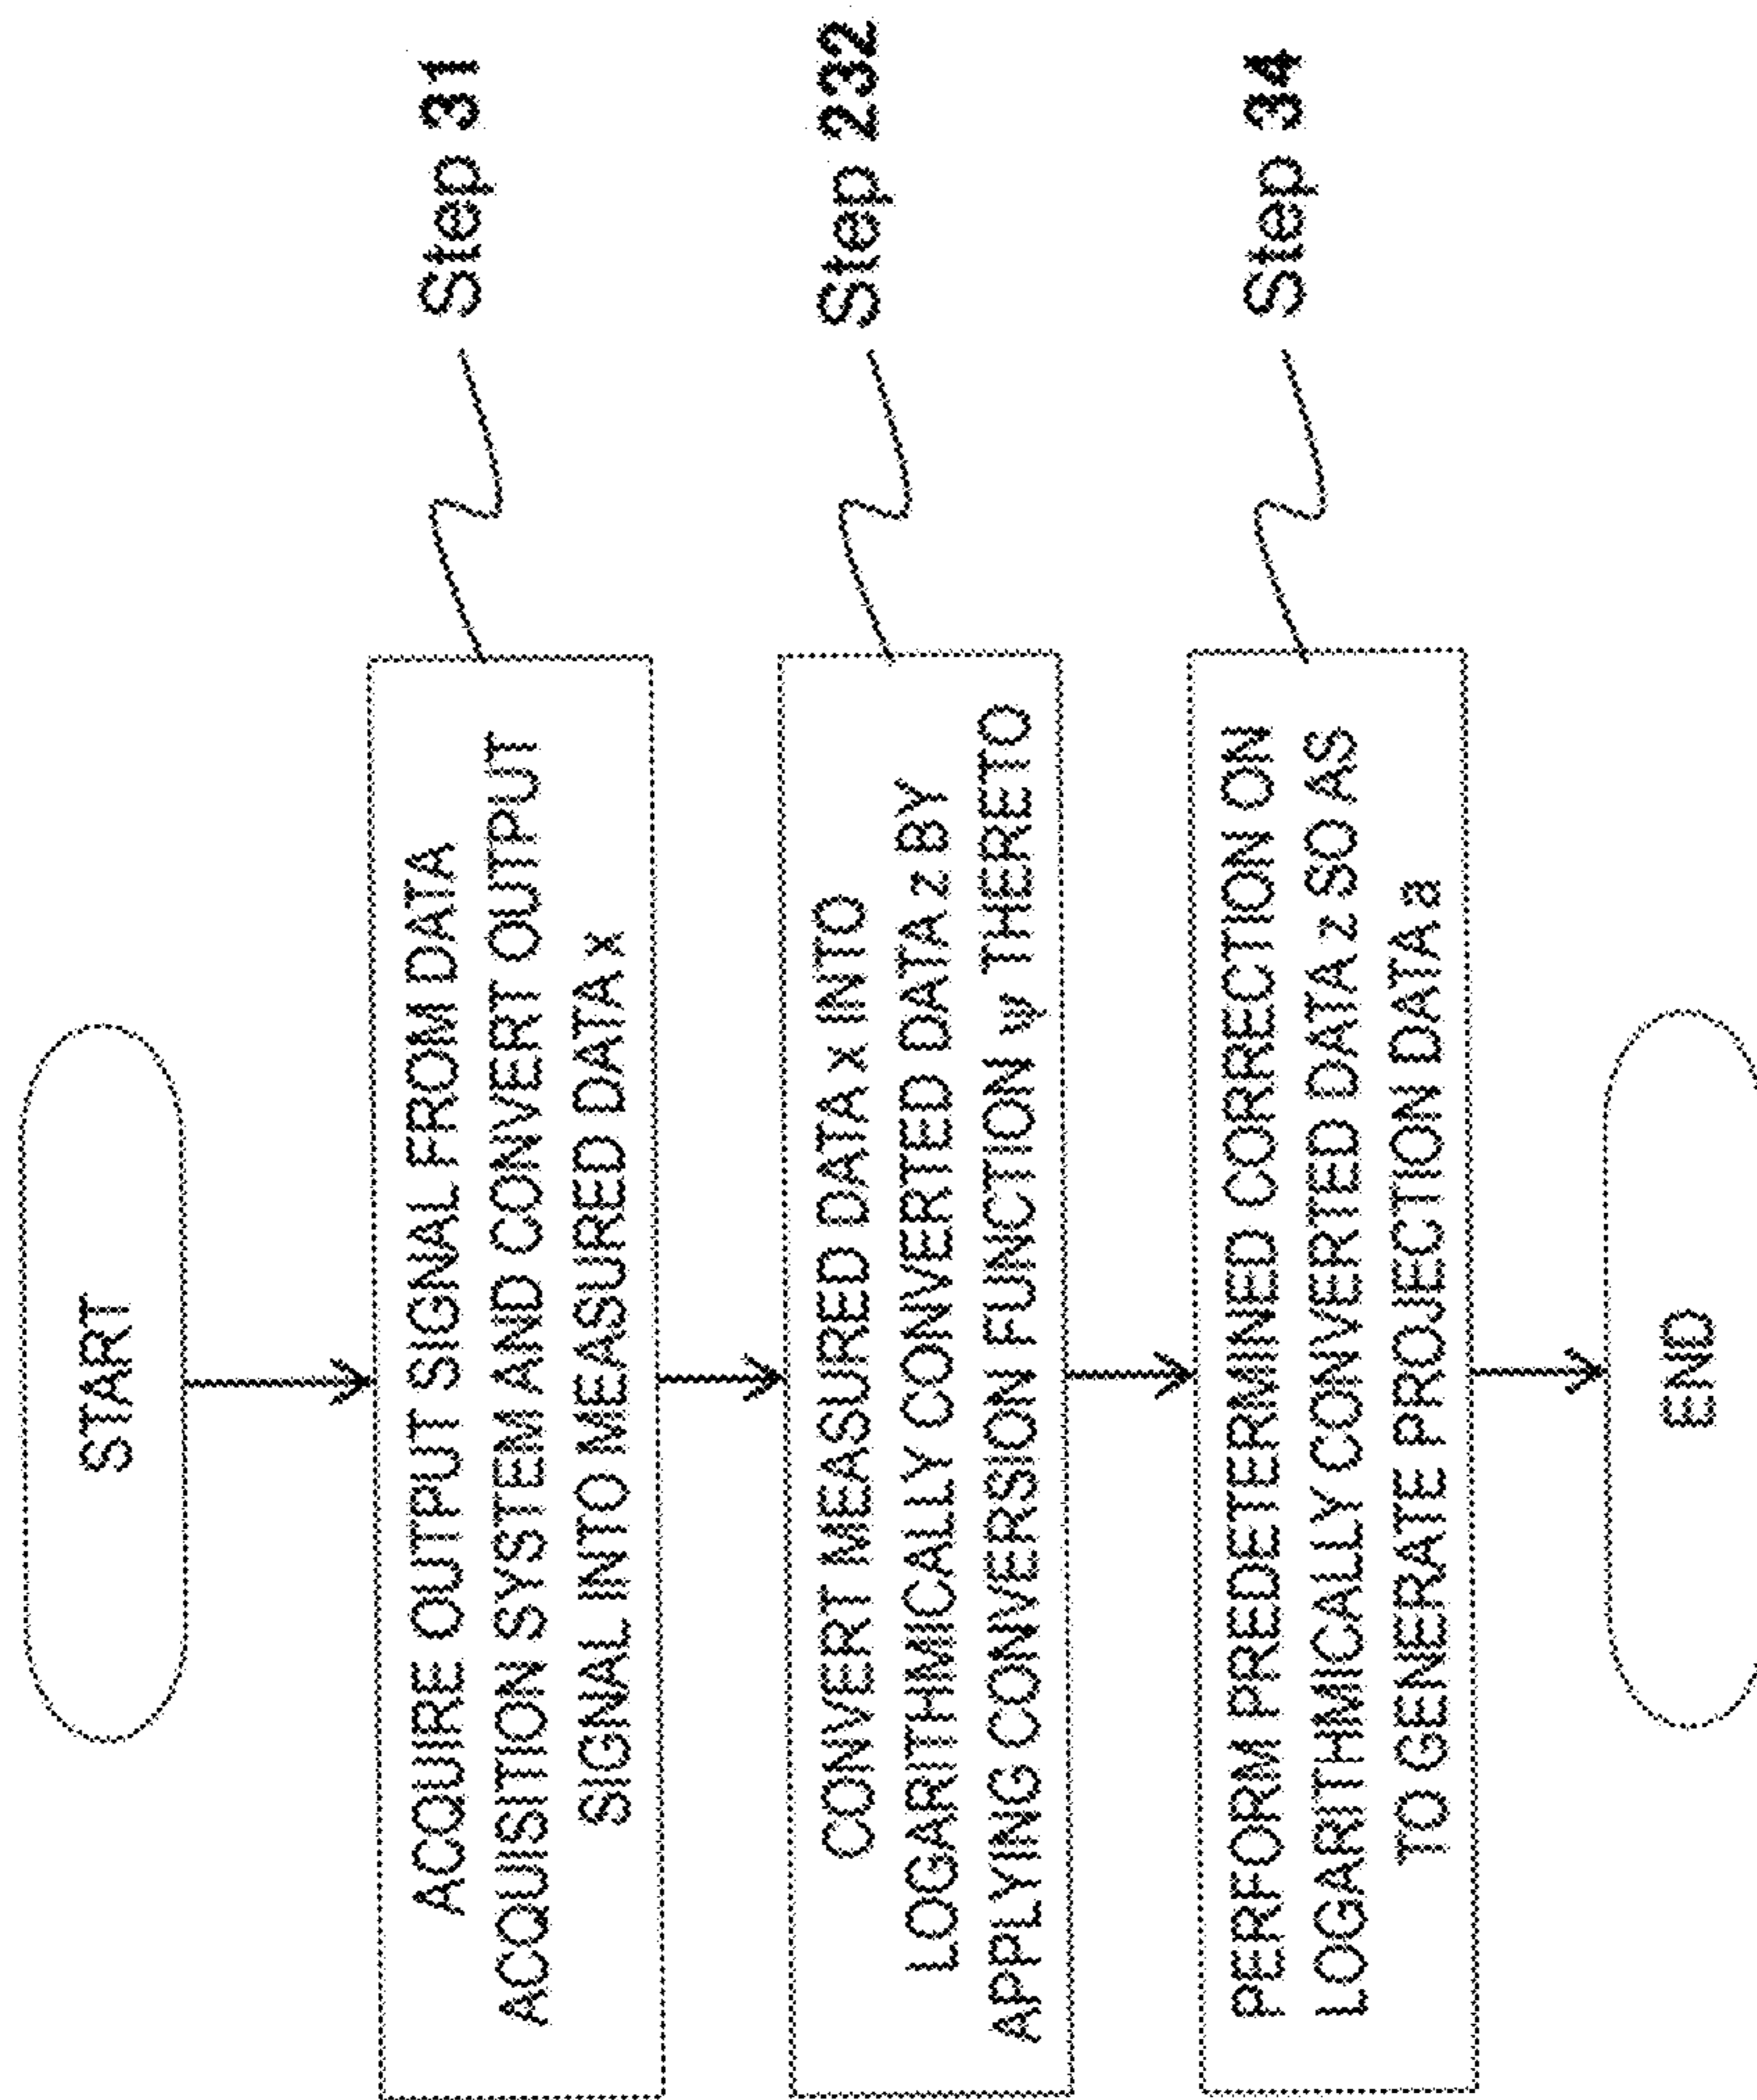 START
ACQUIRE OUTPUT SIGNAL FROM DATA
ACQUISITION SYSTEM AND CONVERT OUTPUT
SIGNAL INTO MEASURED DATA x
Step 31
CONVERT MEASURED DATA x INTO
LOGARITHMICALLY CONVERTED DATA z BY
APPLYING CONVERSION FUNCTION ψ THERETO
Step 232
PERFORM PREDETERMINED CORRECTION ON
LOGARITHMICALLY CONVERTED DATA z SO AS
TO GENERATE PROJECTION DATA a
Step 34
END